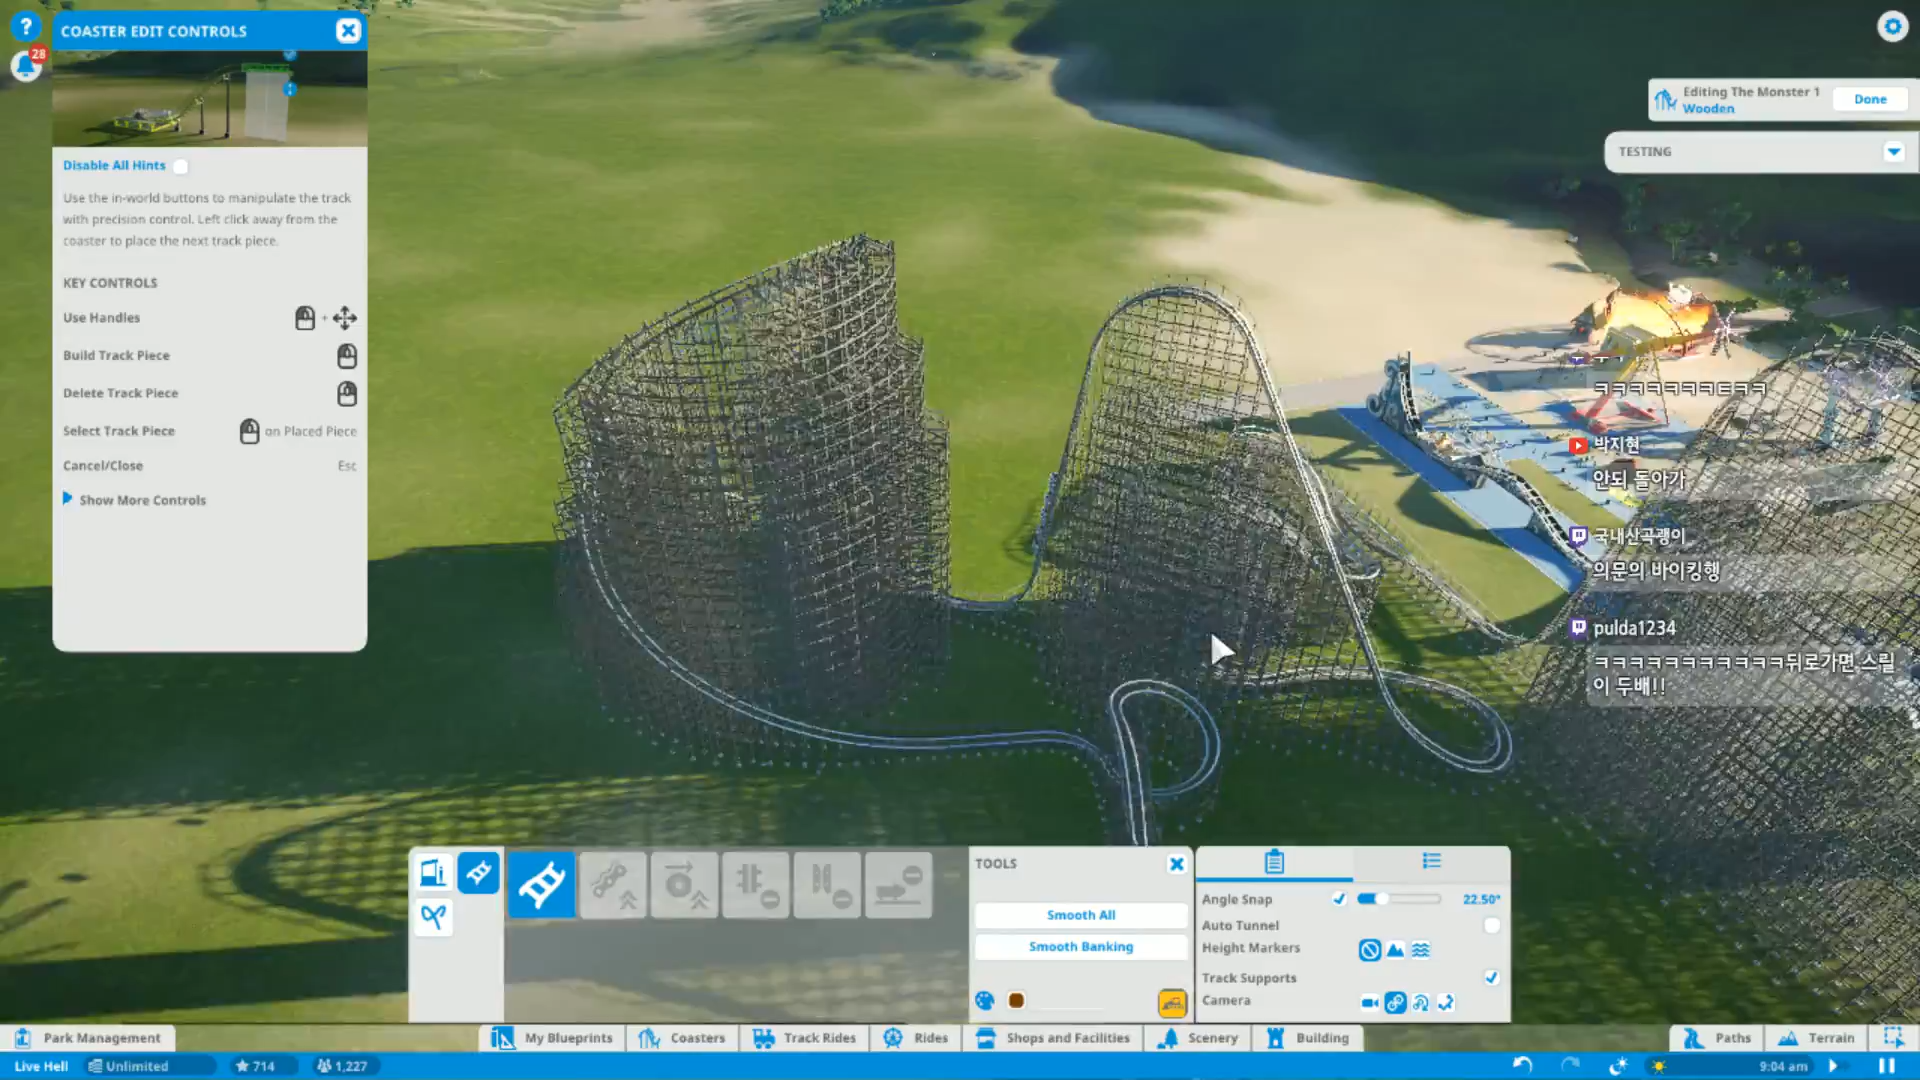 ?
28
COASTER EDIT CONTROLS
Disable All Hints
Use the in-world buttons to manipulate the track
with precision control. Left click away from the
coaster to place the next track piece.
KEY CONTROLS
Use Handles
+
Build Track Piece
Delete Track Piece
Select Track Piece
on Placed Piece
Cancel/Close
Esc
Show More Controls
Editing The Monster 1
Wooden
Done
TESTING
ㅋㅋㅋㅋㅋㅋㅋㅌㅋㅋ
박지현
안되 돌아가
국내산곡괭이
의문의 바이킹행
pulda1234
ㅋㅋㅋㅋㅋㅋㅋㅋㅋㅋㅋ뒤로가면 스릴
이 두배!!
TOOLS
Smooth All
Smooth Banking
Angle Snap
22.50°
Auto Tunnel
Height Markers
Track Supports
Camera
Park Management
My Blueprints
Coasters
Track Rides
Rides
Shops and Facilities
Scenery
Building
Paths
Terrain
Live Hell
Unlimited
714
1,227
9:04 am